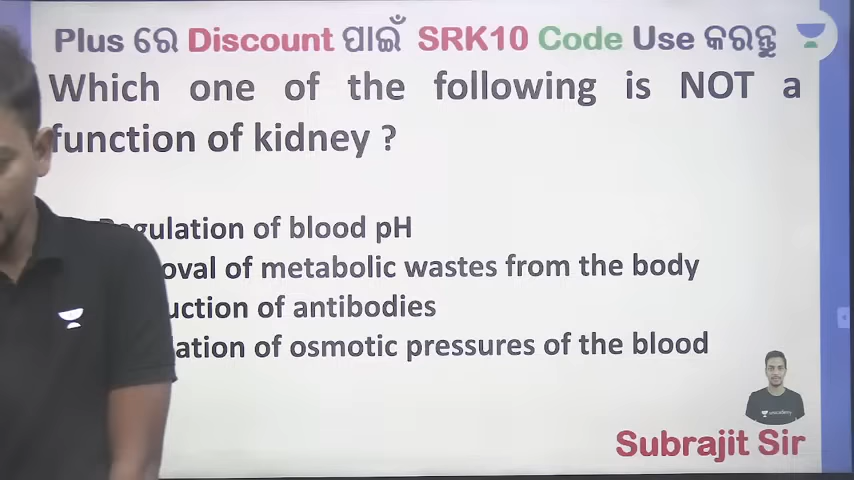 Plus ରେ Discount ପାଇଁ SRK10 Code Use କରନ୍ତୁ
Which one of the following is NOT a
function of kidney ?
Regulation of blood pH
oval of metabolic wastes from the body
uction of antibodies
ation of osmotic pressures of the blood
unacademy
Subrajit Sir